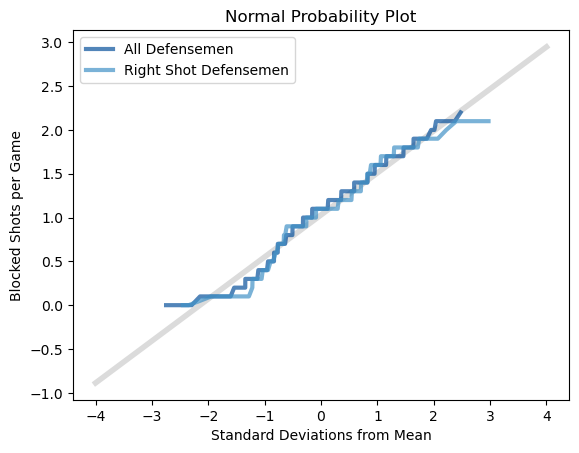 Normal Probability Plot
All Defensemen
Right Shot Defensemen
Blocked Shots per Game
3.0
2.5
2.0
1.5
1.0
0.5
0.0
−0.5
−1.0
−4 −3 −2 −1 0 1 2 3 4
Standard Deviations from Mean